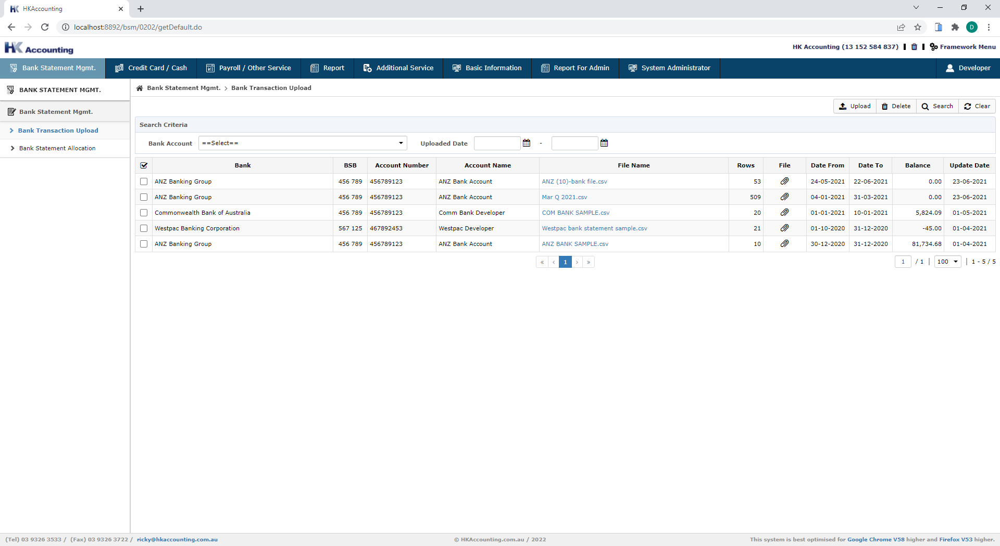 HKAccounting
localhost:8892/bsm/0202/getDefault.do
D
HK Accounting
HK Accounting (13 152 584 837)
Framework Menu
Bank Statement Mgmt. Credit Card / Cash Payroll / Other Service Report Additional Service Basic Information Report For Admin System Administrator Developer
BANK STATEMENT MGMT.
Bank Statement Mgmt.
Bank Transaction Upload
Bank Statement Allocation
Bank Statement Mgmt. > Bank Transaction Upload
Upload Delete Search Clear
Search Criteria
Bank Account ==Select== Uploaded Date -
Bank BSB Account Number Account Name File Name Rows File Date From Date To Balance Update Date
ANZ Banking Group 456 789 456789123 ANZ Bank Account ANZ (10)-bank file.csv 53 24-05-2021 22-06-2021 0.00 23-06-2021
ANZ Banking Group 456 789 456789123 ANZ Bank Account Mar Q 2021.csv 509 04-01-2021 31-03-2021 0.00 23-06-2021
Commonwealth Bank of Australia 456 789 456789123 Comm Bank Developer COM BANK SAMPLE.csv 20 01-01-2021 10-01-2021 5,824.09 01-05-2021
Westpac Banking Corporation 567 125 467892453 Westpac Developer Westpac bank statement sample.csv 21 01-10-2020 31-12-2020 -45.00 01-04-2021
ANZ Banking Group 456 789 456789123 ANZ Bank Account ANZ BANK SAMPLE.csv 10 30-12-2020 31-12-2020 81,734.68 01-04-2021
« ‹ 1 › » 1 / 1 | 100 | 1 - 5 / 5
(Tel) 03 9326 3533 / (Fax) 03 9326 3722 / ricky@hkaccounting.com.au
© HKAccounting.com.au / 2022
This system is best optimised for Google Chrome V58 higher and Firefox V53 higher.